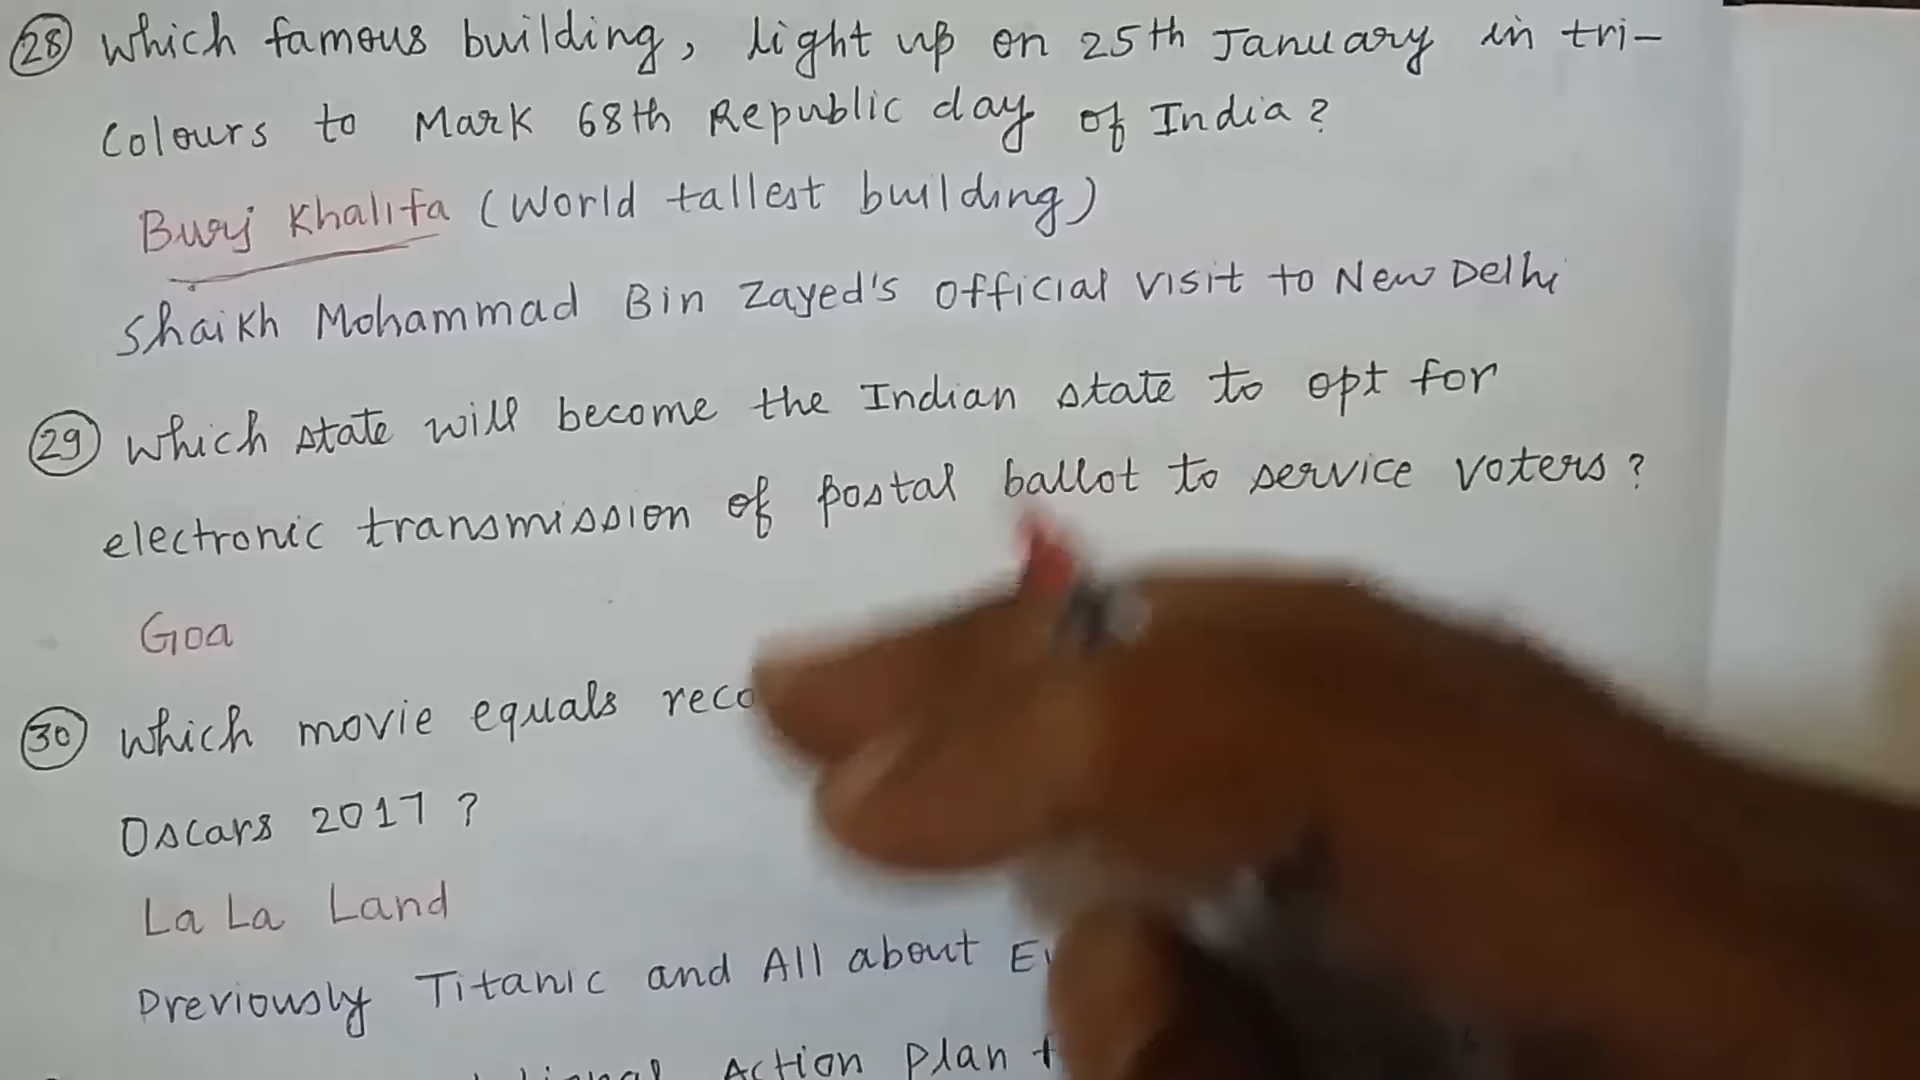 28 which famous building, light up on 25th January in tri-
colours to Mark 68th Republic day of India?
Burj Khalifa (World tallest building)
Shaikh Mohammad Bin Zayed's official visit to New Delhi
29 which state will become the Indian state to opt for
electronic transmission of postal ballot to service voters?
Goa
30 which movie equals
Oscars 2017?
La La Land
Previously Titanic and All about
Action plan